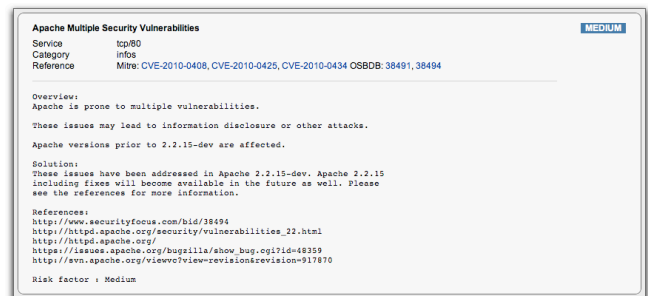 Apache Multiple Security Vulnerabilities MEDIUM
Service tcp/80
Category infos
Reference Mitre: CVE-2010-0408, CVE-2010-0425, CVE-2010-0434 OSBDB: 38491, 38494
Overview:
Apache is prone to multiple vulnerabilities.
These issues may lead to information disclosure or other attacks.
Apache versions prior to 2.2.15-dev are affected.
Solution:
These issues have been addressed in Apache 2.2.15-dev. Apache 2.2.15
including fixes will become available in the future as well. Please
see the references for more information.
References:
http://www.securityfocus.com/bid/38494
http://httpd.apache.org/security/vulnerabilities_22.html
http://httpd.apache.org/
https://issues.apache.org/bugzilla/show_bug.cgi?id=48359
http://svn.apache.org/viewvc?view=revision&revision=917870
Risk factor : Medium